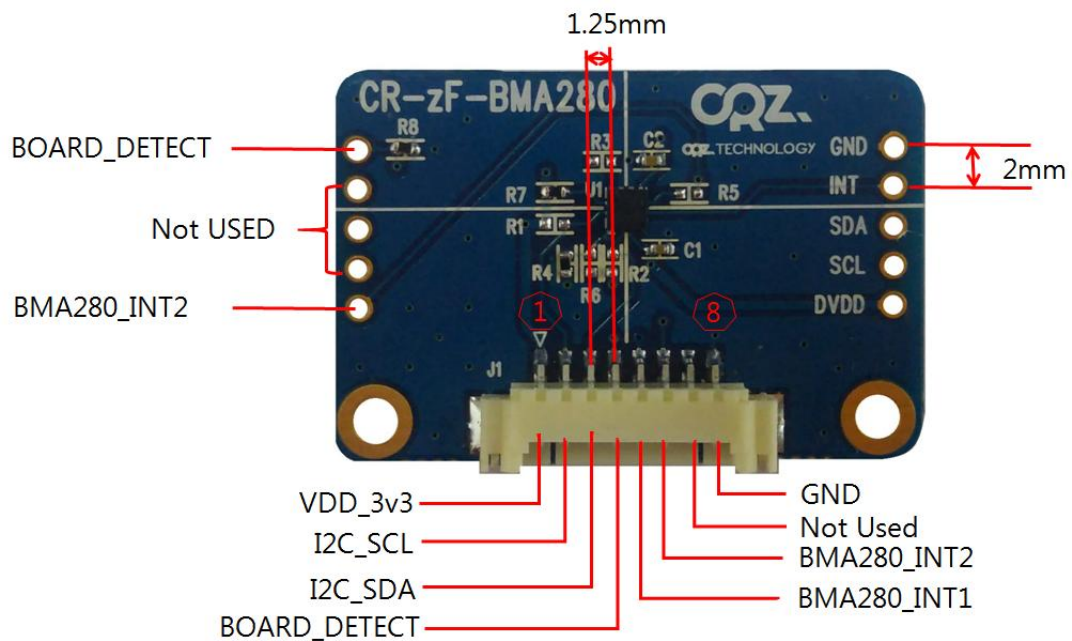 1.25mm
CR-zF-BMA280
CRZ.
R8
R3
C2
CRZ.TECHNOLOGY
GND
BOARD_DETECT
2mm
INT
R7
U1
R5
Not USED
R1
SDA
C1
SCL
R4
R2
R6
BMA280_INT2
DVDD
1
8
J1
VDD_3v3
GND
I2C_SCL
Not Used
BMA280_INT2
I2C_SDA
BMA280_INT1
BOARD_DETECT